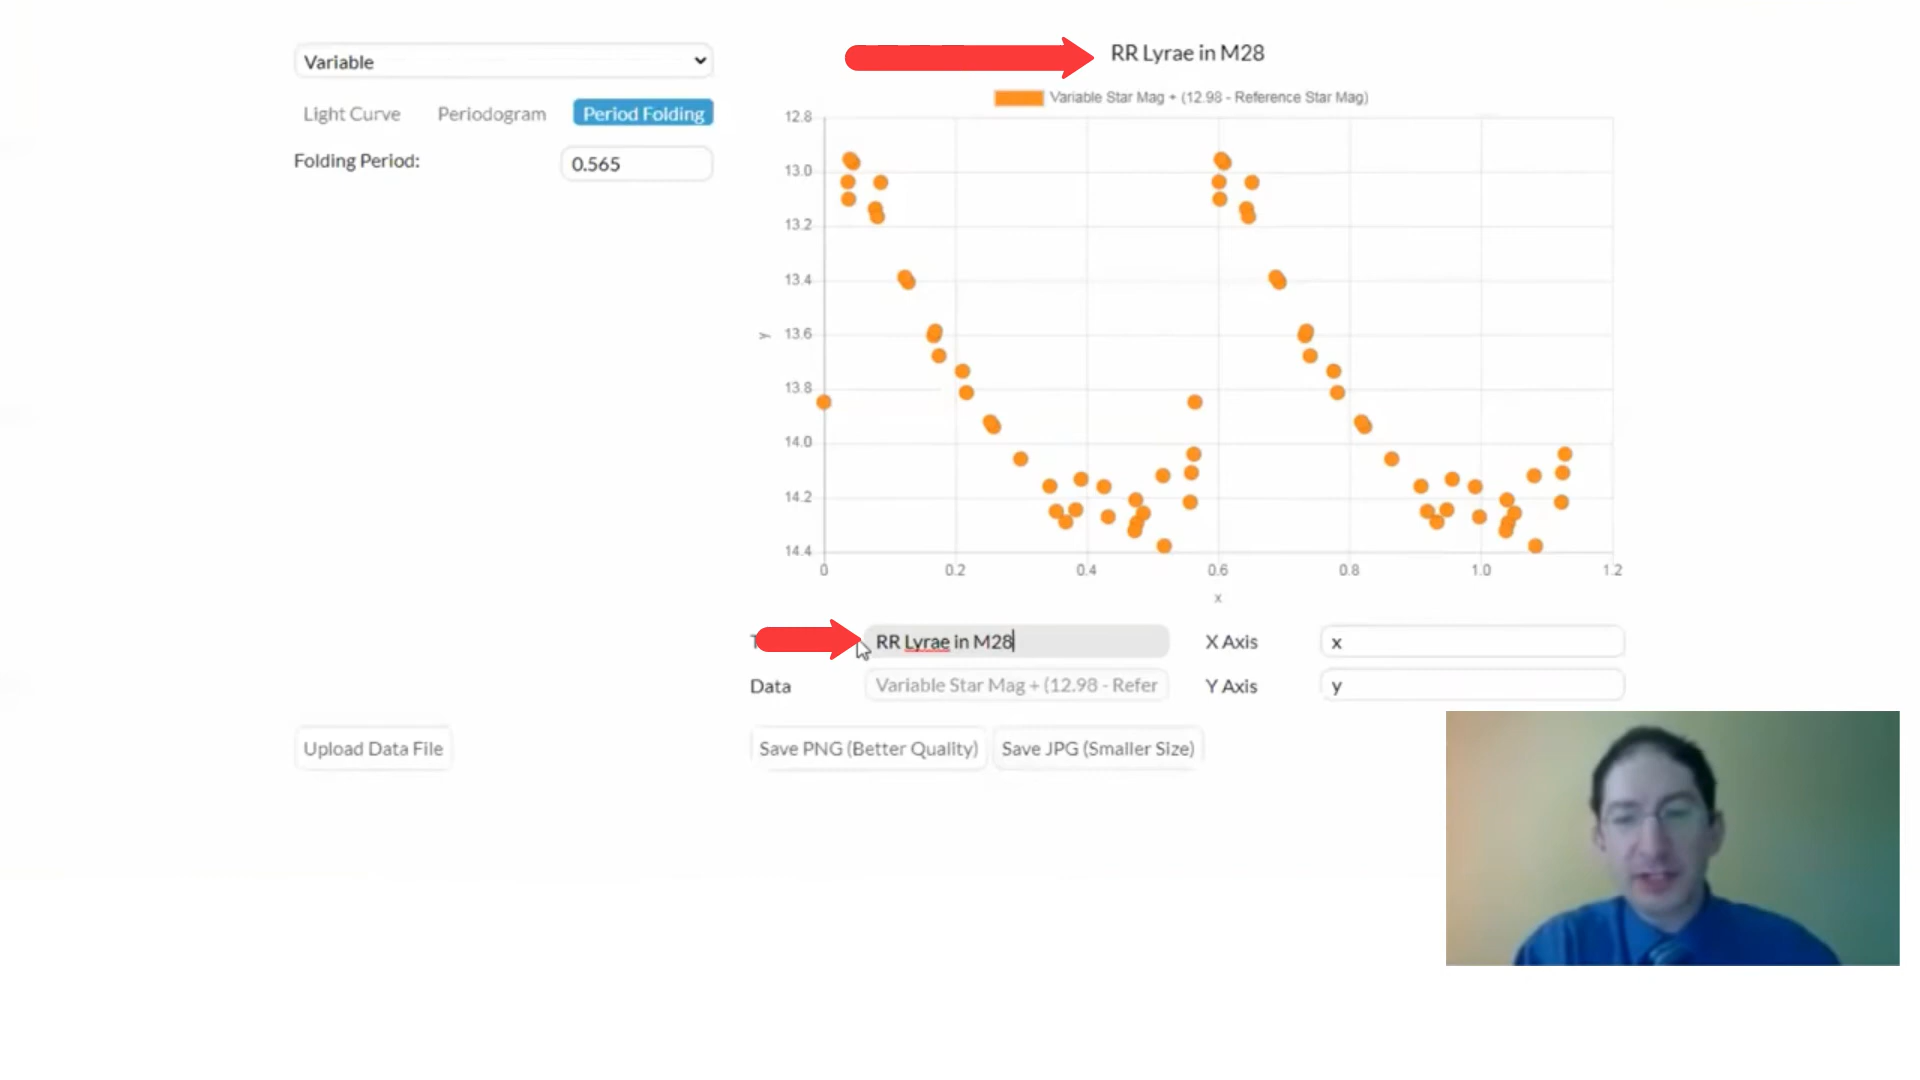 Variable
Light Curve
Periodogram
Period Folding
Folding Period:
0.565
RR Lyrae in M28
Variable Star Mag + (12.98 - Reference Star Mag)
12.8
13.0
13.2
13.4
13.6
13.8
14.0
14.2
14.4
y
0
0.2
0.4
0.6
0.8
1.0
1.2
x
RR Lyrae in M28
X Axis
x
Data
Variable Star Mag + (12.98 - Refer
Y Axis
y
Upload Data File
Save PNG (Better Quality)
Save JPG (Smaller Size)